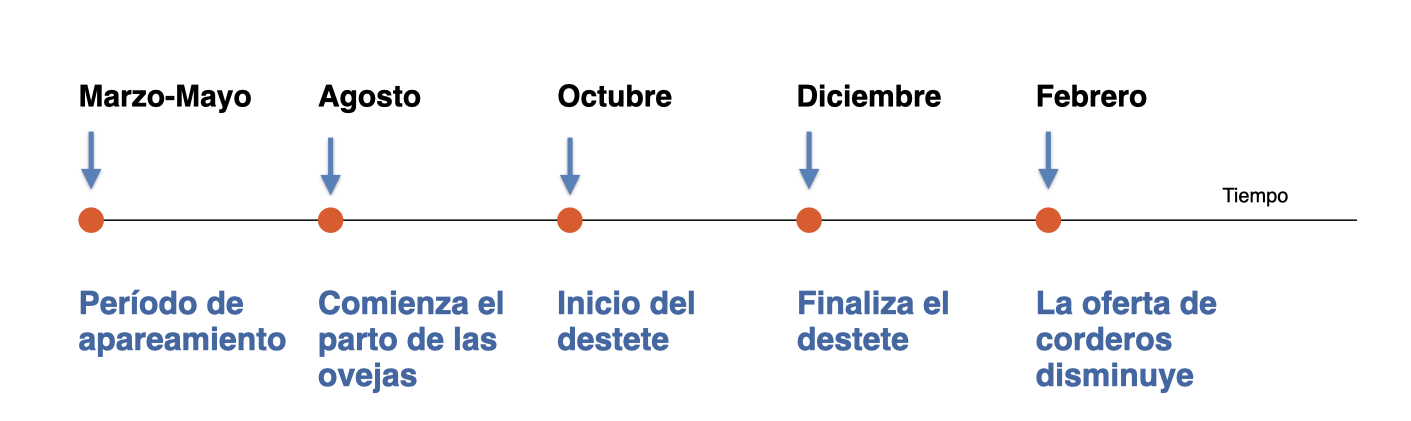 Marzo-Mayo
Agosto
Octubre
Diciembre
Febrero
Tiempo
Período de
apareamiento
Comienza el
parto de las
ovejas
Inicio del
destete
Finaliza el
destete
La oferta de
corderos
disminuye